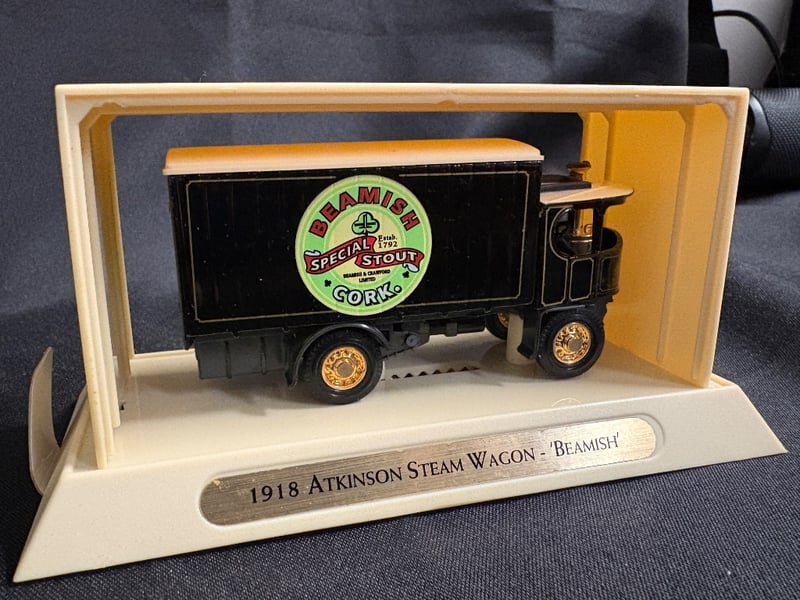 BEAMISH
Estab.
1792
SPECIAL STOUT
BEAMISH & CRAWFORD
LIMITED
CORK.
1918 ATKINSON STEAM WAGON - 'BEAMISH'